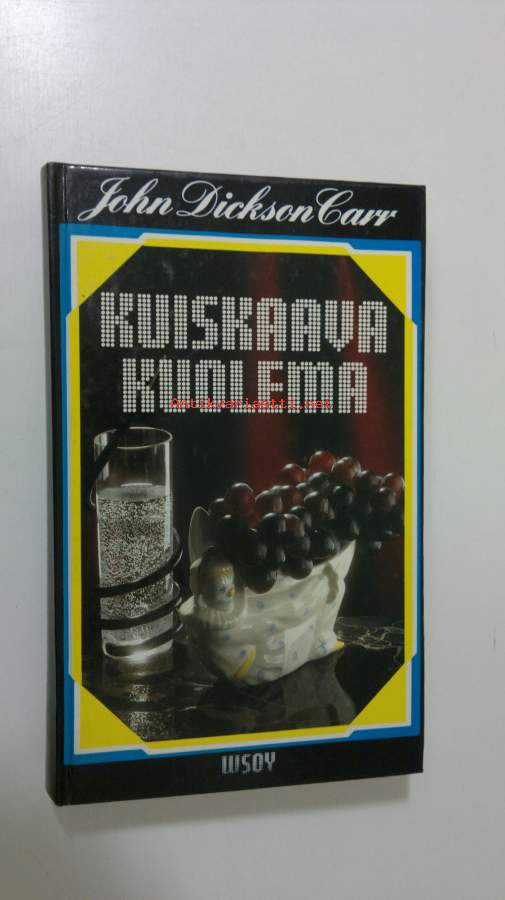 John Dickson Carr
KUISKAAVA
KUOLEMA
Antikvariaatti.net
WSOY